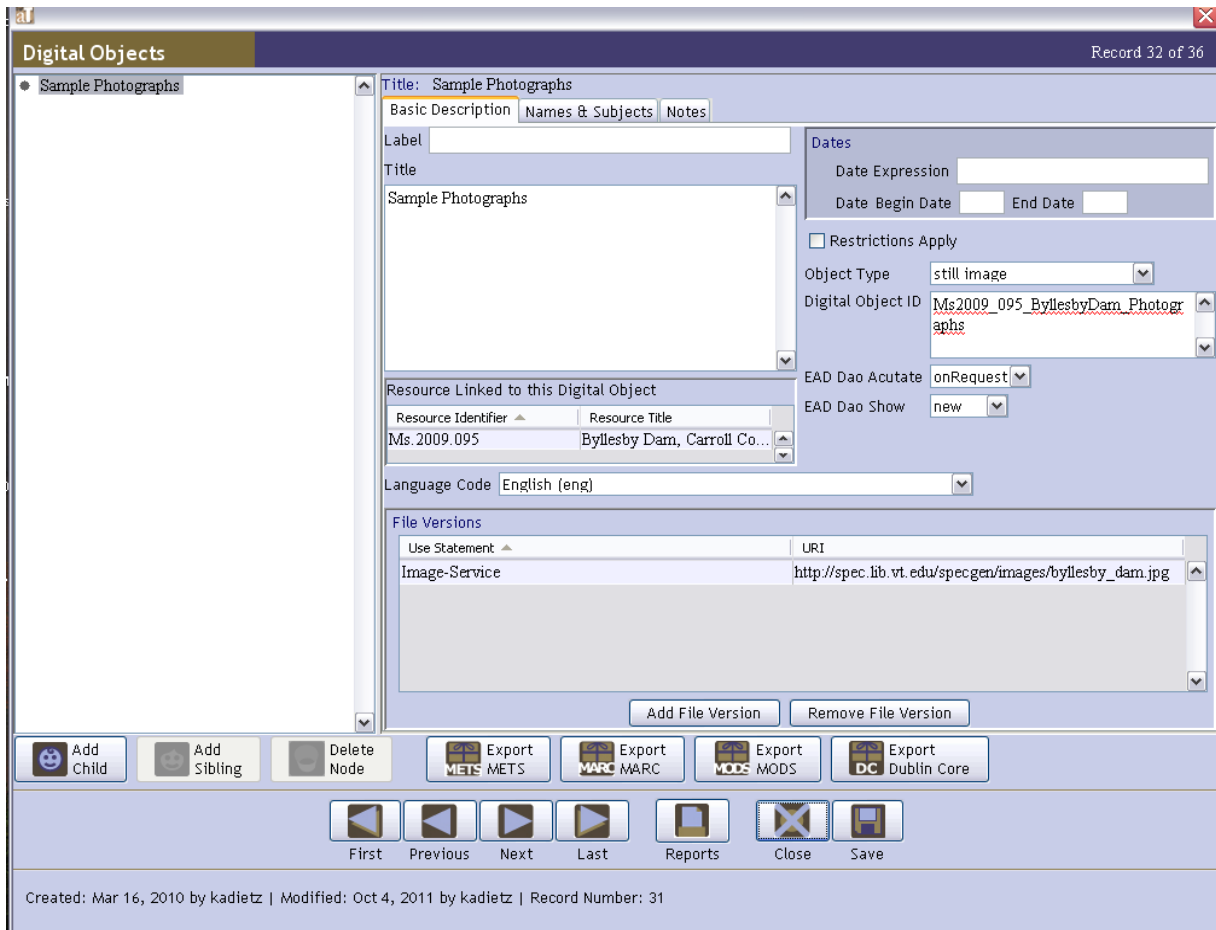 aT
Digital Objects
Record 32 of 36
Sample Photographs
Title: Sample Photographs
Basic Description
Names & Subjects
Notes
Label
Title
Sample Photographs
Dates
Date Expression
Date Begin Date
End Date
Restrictions Apply
Object Type
still image
Digital Object ID
Ms2009_095_ByllesbyDam_Photogr
aphs
EAD Dao Acutate
onRequest
EAD Dao Show
new
Resource Linked to this Digital Object
Resource Identifier
Resource Title
Ms.2009.095
Byllesby Dam, Carroll Co...
Language Code
English (eng)
File Versions
Use Statement
URI
Image-Service
http://spec.lib.vt.edu/specgen/images/byllesby_dam.jpg
Add File Version
Remove File Version
Add
Child
Add
Sibling
Delete
Node
METS
Export
METS
MARC
Export
MARC
MODS
Export
MODS
DC
Export
Dublin Core
First
Previous
Next
Last
Reports
Close
Save
Created: Mar 16, 2010 by kadietz | Modified: Oct 4, 2011 by kadietz | Record Number: 31